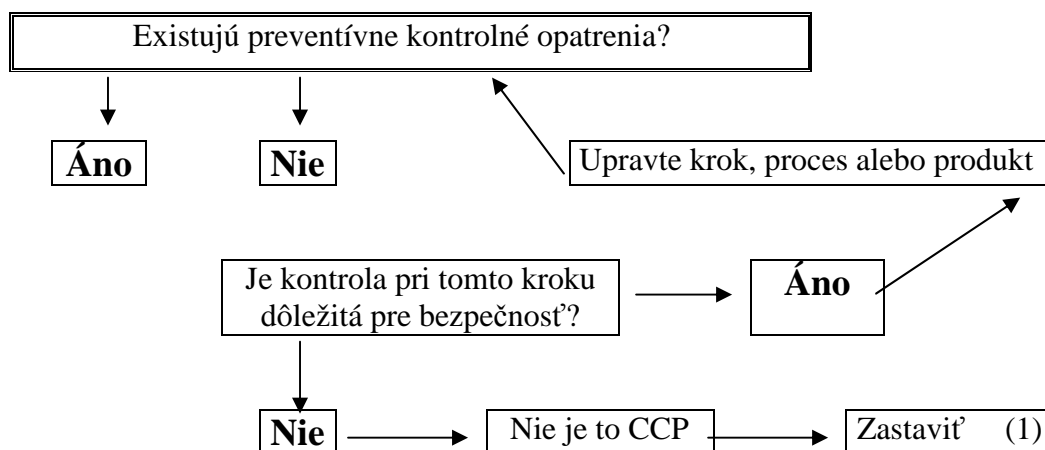 Existujú preventívne kontrolné opatrenia?
Áno
Nie
Upravte krok, proces alebo produkt
Je kontrola pri tomto kroku
dôležitá pre bezpečnosť?
Áno
Nie
Nie je to CCP
Zastaviť (1)